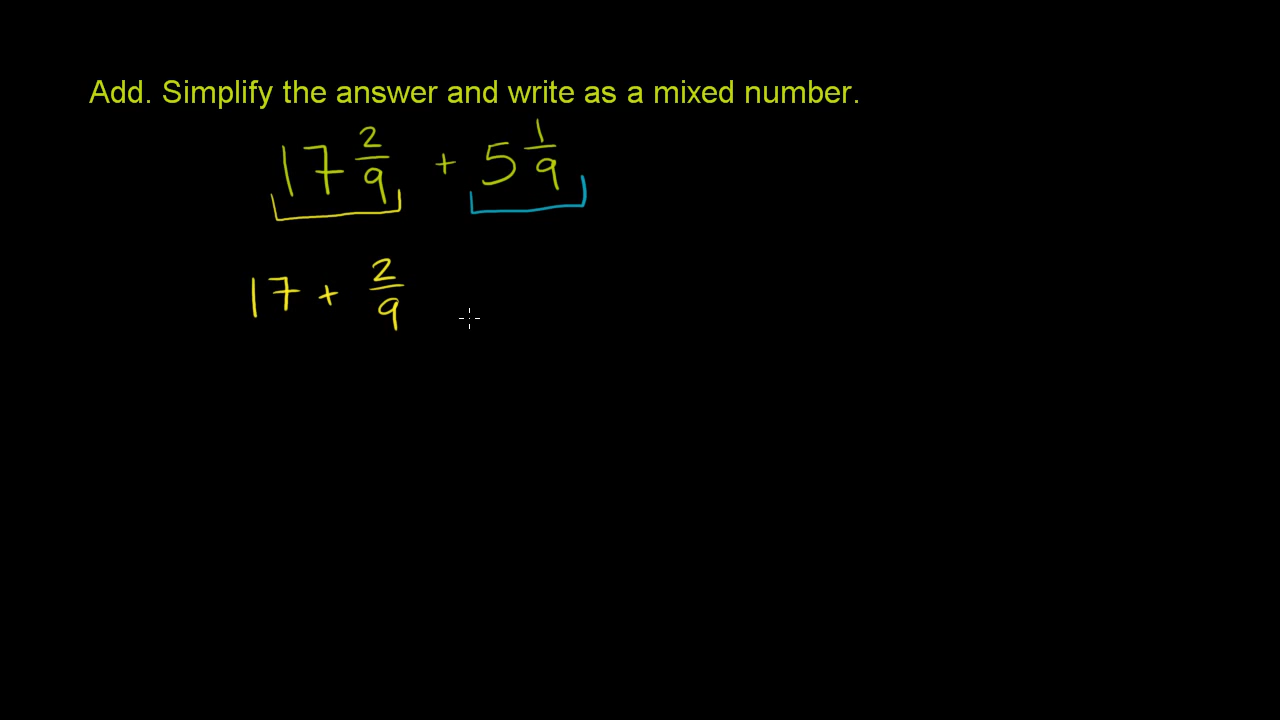 Add. Simplify the answer and write as a mixed number.
17 2/9 + 5 1/9
17 + 2/9